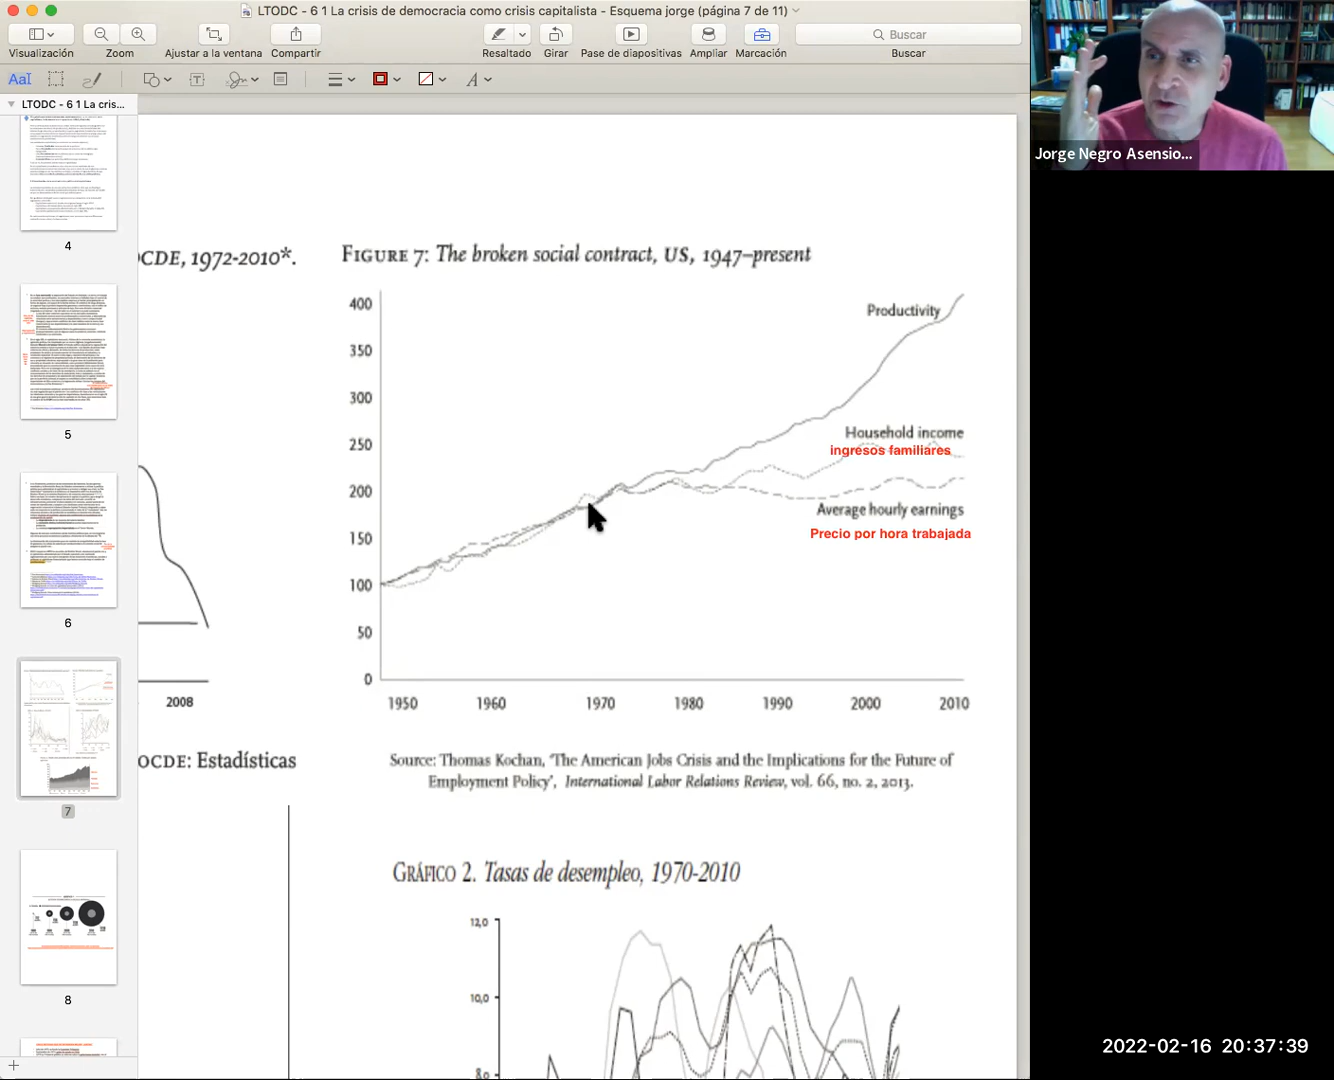 LTODC - 6 1 La crisis de democracia como crisis capitalista - Esquema jorge (página 7 de 11)
Visualización
Zoom
Ajustar a la ventana
Compartir
Resaltado
Girar
Pase de diapositivas
Ampliar
Marcación
Buscar
Buscar
AaI
LTODC - 6 1 La cris...
4
5
6
7
8
CDE, 1972-2010*.
2008
OCDE: Estadísticas
FIGURE 7: The broken social contract, US, 1947–present
400
350
300
250
200
150
100
50
0
Productivity
Household income
ingresos familiares
Average hourly earnings
Precio por hora trabajada
1950 1960 1970 1980 1990 2000 2010
Source: Thomas Kochan, 'The American Jobs Crisis and the Implications for the Future of
Employment Policy', International Labor Relations Review, vol. 66, no. 2, 2013.
GRÁFICO 2. Tasas de desempleo, 1970-2010
12,0
10,0
8,0
Jorge Negro Asensio...
2022-02-16 20:37:39